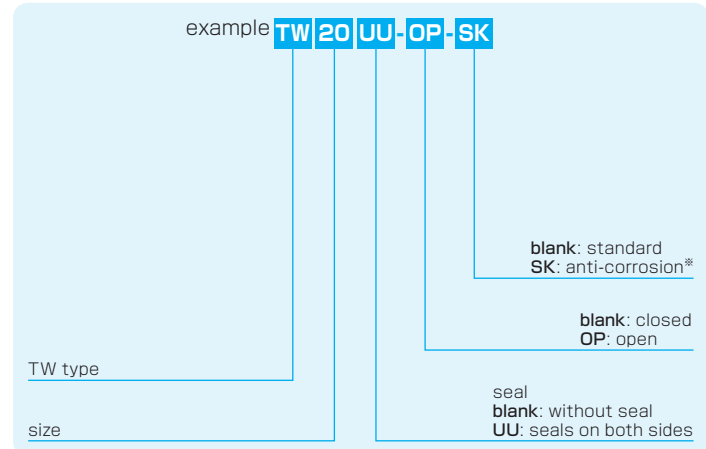 example TW 20 UU - OP - SK
blank: standard
SK: anti-corrosion※
blank: closed
OP: open
TW type
seal
blank: without seal
UU: seals on both sides
size